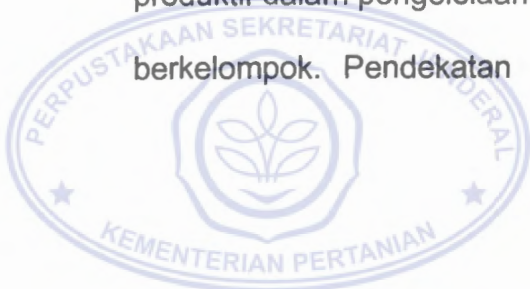 produktif dalam pengelolaan
berkelompok. Pendekatan
PERPUSTAKAAN SEKRETARIAT JENDERAL
KEMENTERIAN PERTANIAN